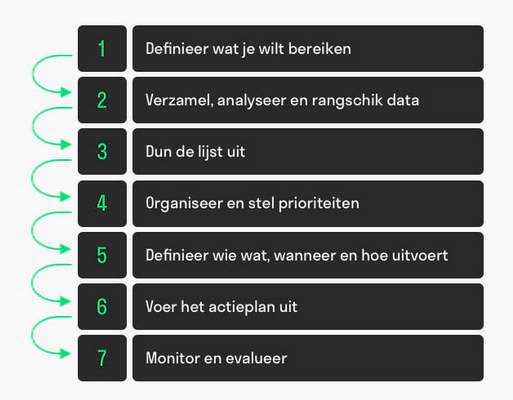 1 Definieer wat je wilt bereiken
2 Verzamel, analyseer en rangschik data
3 Dun de lijst uit
4 Organiseer en stel prioriteiten
5 Definieer wie wat, wanneer en hoe uitvoert
6 Voer het actieplan uit
7 Monitor en evalueer